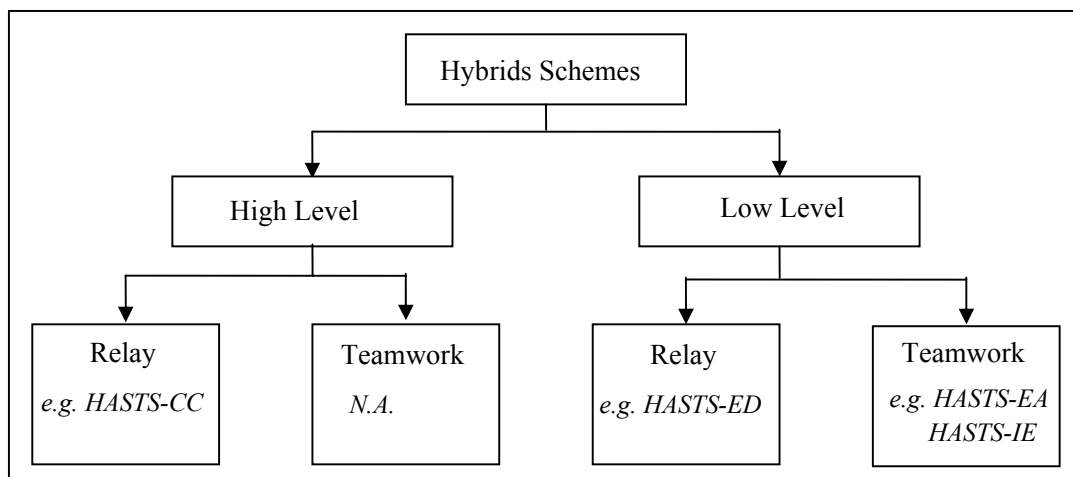 Hybrids Schemes
High Level
Low Level
Relay
e.g. HASTS-CC
Teamwork
N.A.
Relay
e.g. HASTS-ED
Teamwork
e.g. HASTS-EA
HASTS-IE